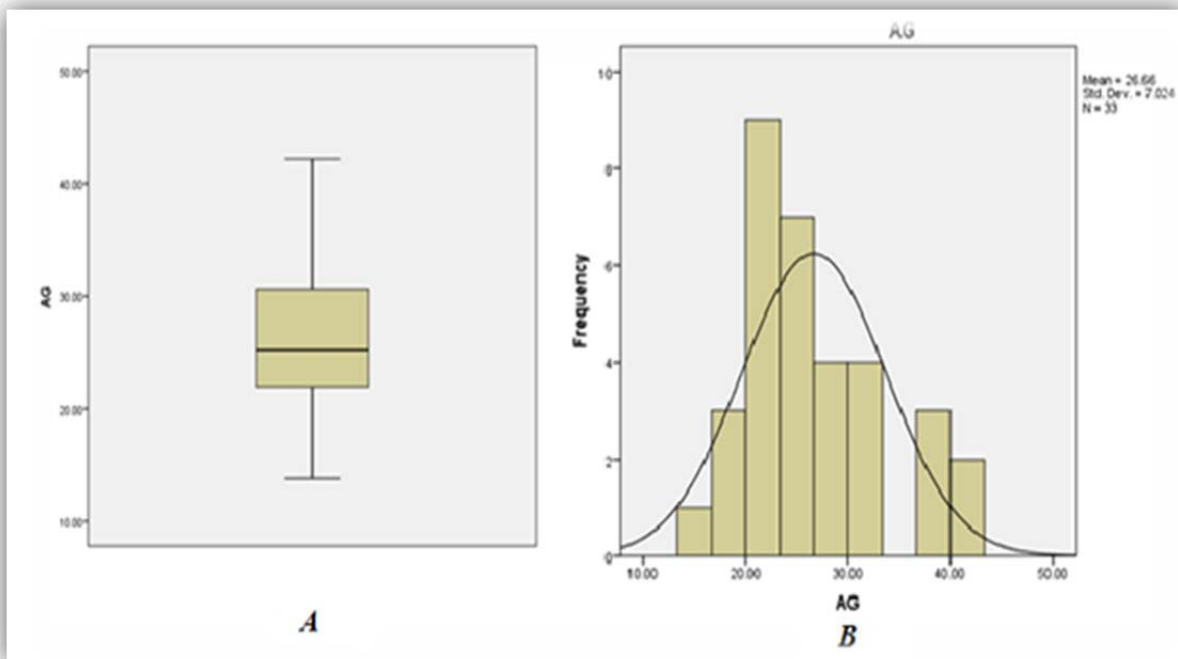 50.00
40.00
30.00
20.00
10.00
AG
A
AG
10
8
6
4
2
0
Frequency
10.00 20.00 30.00 40.00 50.00
AG
B
Mean = 26.66
Std. Dev. = 7.024
N = 33